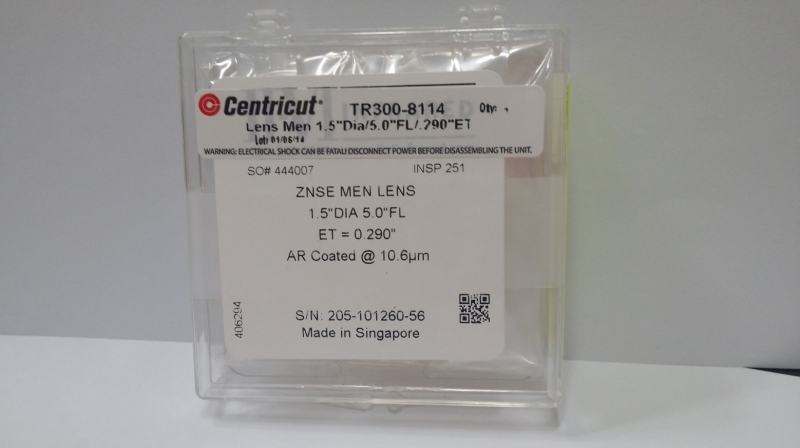 Centricut® TR300-8114 Qty:
Lens Men 1.5"Dia/5.0"FL/.290"ET
Lot: 01/06/14
WARNING: ELECTRICAL SHOCK CAN BE FATAL! DISCONNECT POWER BEFORE DISASSEMBLING THE UNIT.
SO# 444007 INSP 251
ZNSE MEN LENS
1.5"DIA 5.0"FL
ET = 0.290"
AR Coated @ 10.6µm
S/N: 205-101260-56
Made in Singapore
406294